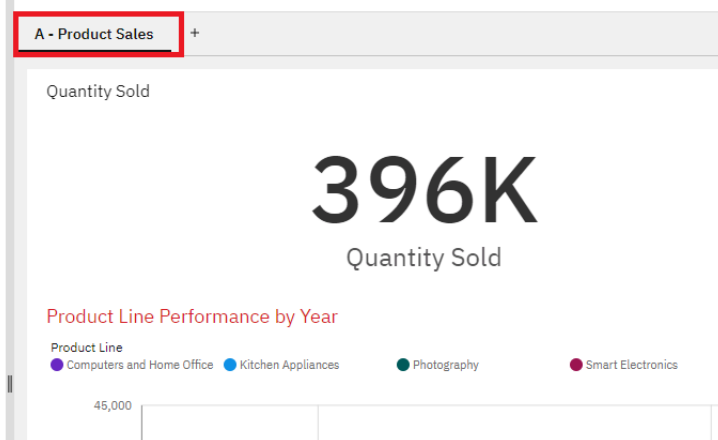 A - Product Sales +
Quantity Sold
396K
Quantity Sold
Product Line Performance by Year
Product Line
Computers and Home Office Kitchen Appliances Photography Smart Electronics
45,000